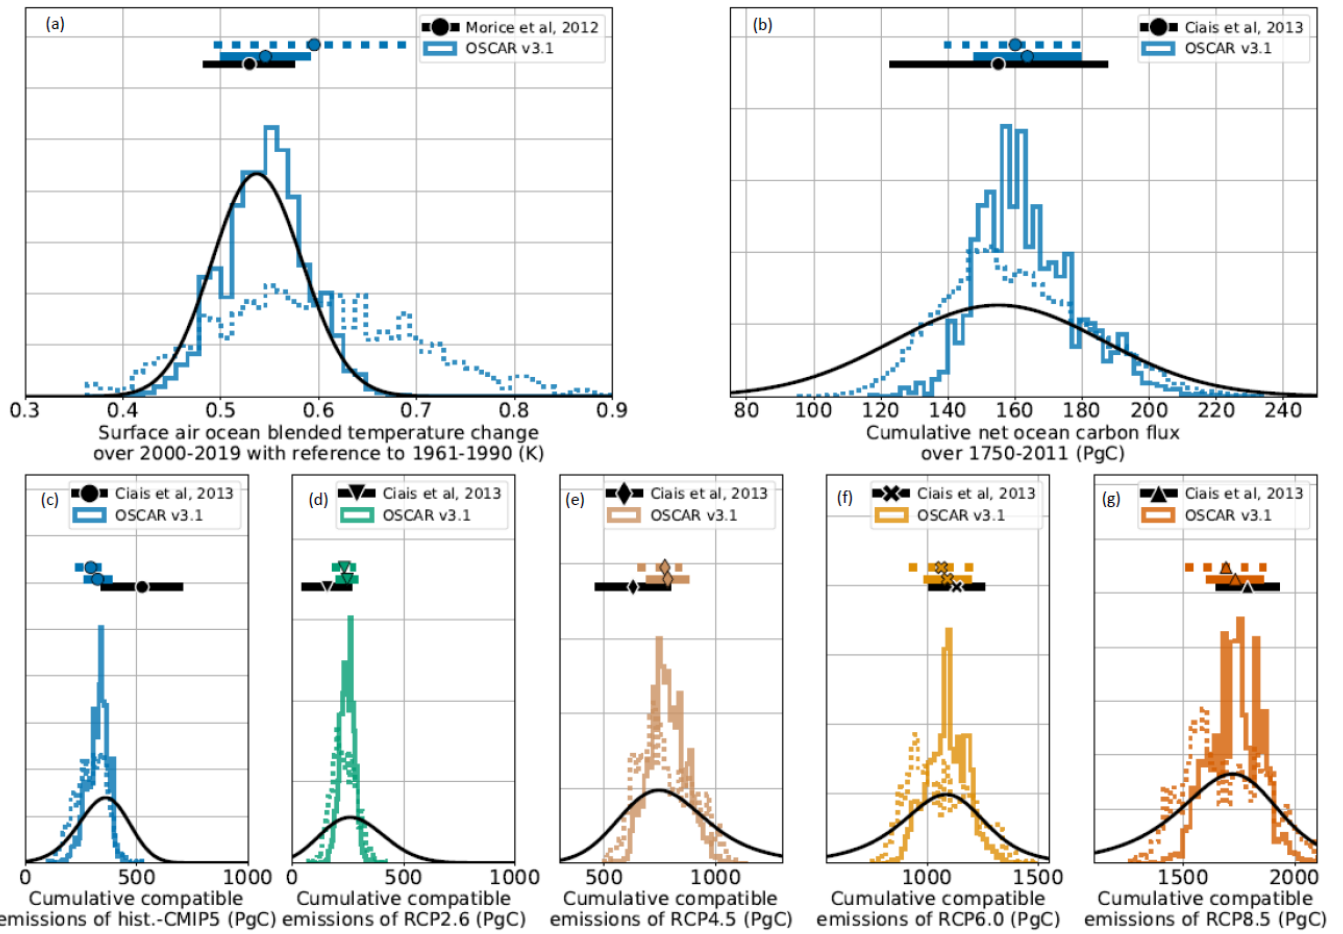 (a)
Morice et al, 2012
OSCAR v3.1
0.3 0.4 0.5 0.6 0.7 0.8 0.9
Surface air ocean blended temperature change
over 2000-2019 with reference to 1961-1990 (K)
(b)
Ciais et al, 2013
OSCAR v3.1
80 100 120 140 160 180 200 220 240
Cumulative net ocean carbon flux
over 1750-2011 (PgC)
(c)
Ciais et al, 2013
OSCAR v3.1
0 500 1000
Cumulative compatible
emissions of hist.-CMIP5 (PgC)
(d)
Ciais et al, 2013
OSCAR v3.1
0 500 1000
Cumulative compatible
emissions of RCP2.6 (PgC)
(e)
Ciais et al, 2013
OSCAR v3.1
500 1000
Cumulative compatible
emissions of RCP4.5 (PgC)
(f)
Ciais et al, 2013
OSCAR v3.1
1000 1500
Cumulative compatible
emissions of RCP6.0 (PgC)
(g)
Ciais et al, 2013
OSCAR v3.1
1500 2000
Cumulative compatible
emissions of RCP8.5 (PgC)